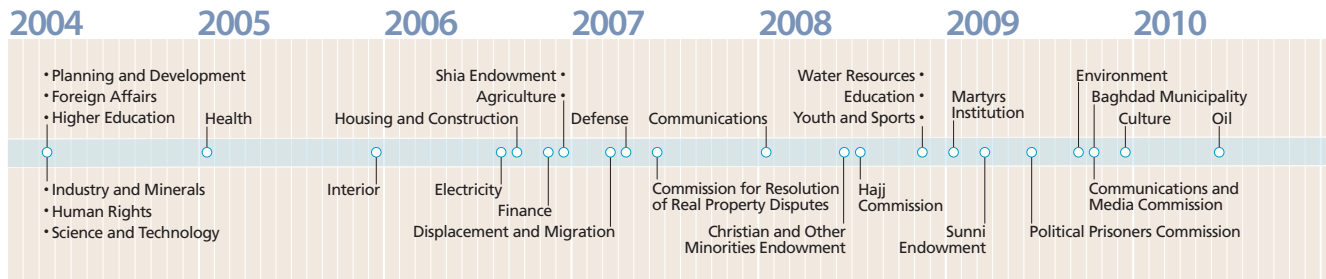 2004 2005 2006 2007 2008 2009 2010
• Planning and Development
• Foreign Affairs
• Higher Education
Health
Housing and Construction
Shia Endowment •
Agriculture •
Defense
Communications
Water Resources •
Education •
Youth and Sports •
Martyrs
Institution
Environment
Baghdad Municipality
Culture
Oil
• Industry and Minerals
• Human Rights
• Science and Technology
Interior
Electricity
Finance
Displacement and Migration
Commission for Resolution
of Real Property Disputes
Christian and Other
Minorities Endowment
Hajj
Commission
Sunni
Endowment
Political Prisoners Commission
Communications and
Media Commission